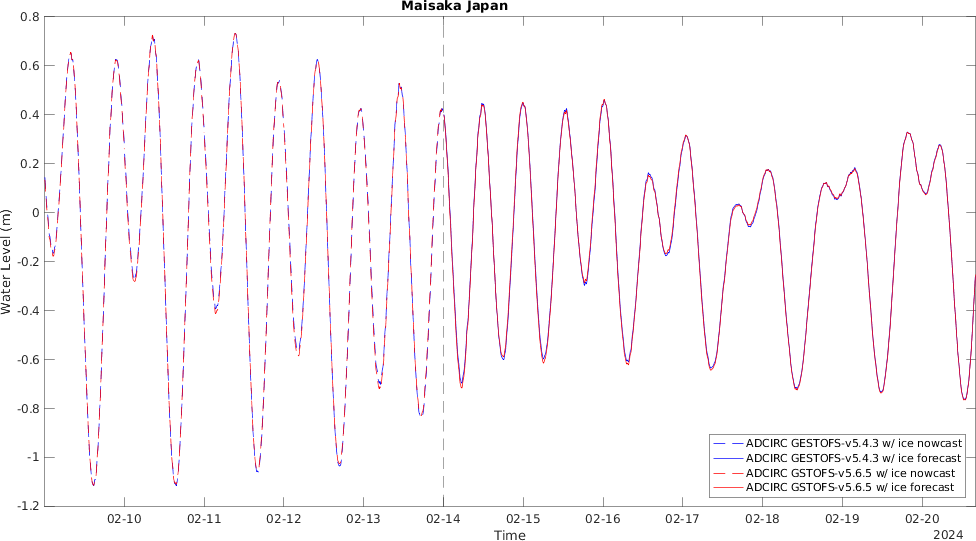 Maisaka Japan
0.8
0.6
0.4
0.2
0
-0.2
-0.4
-0.6
-0.8
-1
-1.2
Water Level (m)
02-10 02-11 02-12 02-13 02-14 02-15 02-16 02-17 02-18 02-19 02-20
Time
2024
ADCIRC GESTOFS-v5.4.3 w/ ice nowcast
ADCIRC GESTOFS-v5.4.3 w/ ice forecast
ADCIRC GSTOFS-v5.6.5 w/ ice nowcast
ADCIRC GSTOFS-v5.6.5 w/ ice forecast